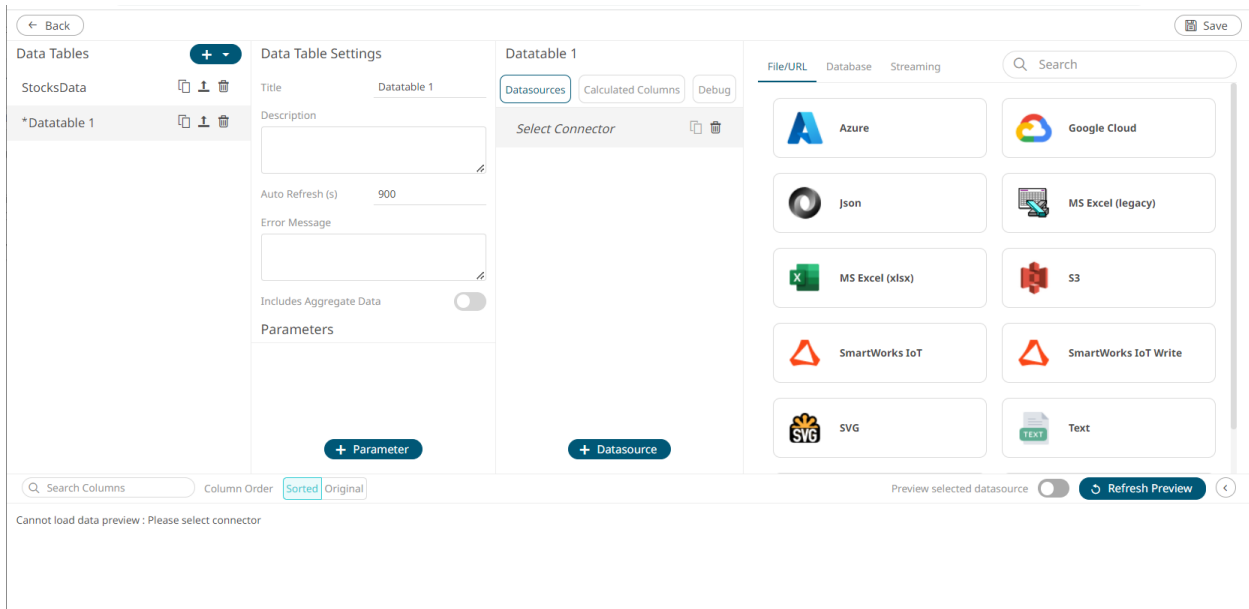 ← Back
Save
Data Tables
StocksData
*Datatable 1
Data Table Settings
Title
Datatable 1
Description
Auto Refresh (s)
900
Error Message
Includes Aggregate Data
Parameters
+ Parameter
Datatable 1
Datasources Calculated Columns Debug
Select Connector
+ Datasource
File/URL Database Streaming
Search
Azure
Google Cloud
Json
MS Excel (legacy)
MS Excel (xlsx)
S3
SmartWorks IoT
SmartWorks IoT Write
SVG
SVG
TEXT
Text
Search Columns
Column Order Sorted Original
Preview selected datasource
Refresh Preview
Cannot load data preview : Please select connector